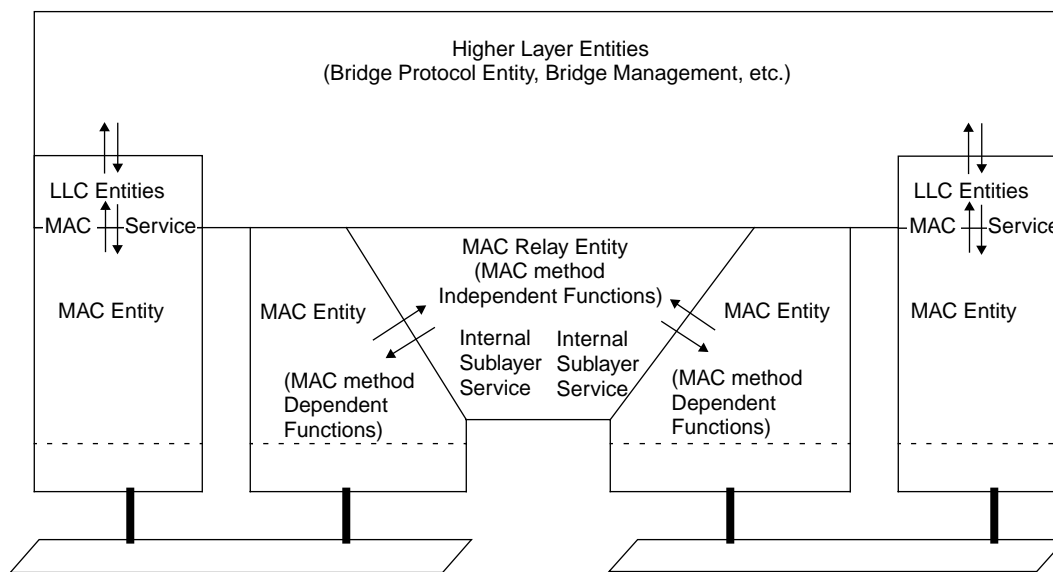 Higher Layer Entities
(Bridge Protocol Entity, Bridge Management, etc.)
LLC Entities
MAC Service
MAC Entity
MAC Entity
(MAC method
Dependent
Functions)
MAC Relay Entity
(MAC method
Independent Functions)
Internal
Sublayer
Service
Internal
Sublayer
Service
MAC Entity
(MAC method
Dependent
Functions)
LLC Entities
MAC Service
MAC Entity